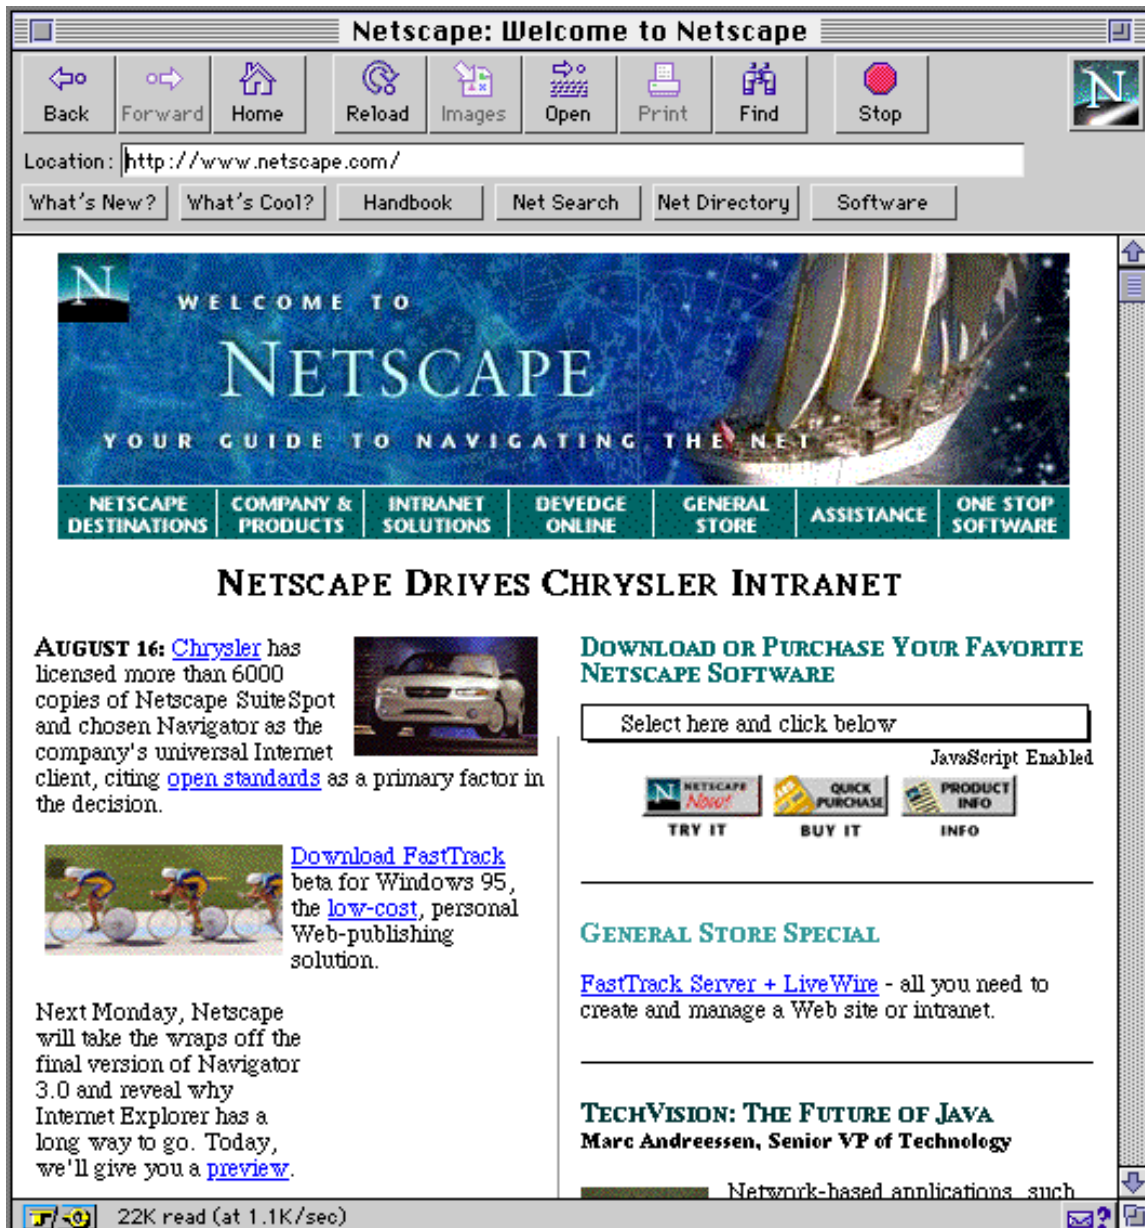 Netscape: Welcome to Netscape
Back Forward Home Reload Images Open Print Find Stop
N
Location: http://www.netscape.com/
What's New? What's Cool? Handbook Net Search Net Directory Software
N
WELCOME TO
NETSCAPE
YOUR GUIDE TO NAVIGATING THE NET
NETSCAPE DESTINATIONS
COMPANY & PRODUCTS
INTRANET SOLUTIONS
DEVEDGE ONLINE
GENERAL STORE
ASSISTANCE
ONE STOP SOFTWARE
NETSCAPE DRIVES CHRYSLER INTRANET
AUGUST 16: Chrysler has
licensed more than 6000
copies of Netscape SuiteSpot
and chosen Navigator as the
company's universal Internet
client, citing open standards as a primary factor in
the decision.
Download FastTrack
beta for Windows 95,
the low-cost, personal
Web-publishing
solution.
Next Monday, Netscape
will take the wraps off the
final version of Navigator
3.0 and reveal why
Internet Explorer has a
long way to go. Today,
we'll give you a preview.
DOWNLOAD OR PURCHASE YOUR FAVORITE
NETSCAPE SOFTWARE
Select here and click below
JavaScript Enabled
N NETSCAPE Now!
TRY IT
QUICK PURCHASE
BUY IT
PRODUCT INFO
INFO
GENERAL STORE SPECIAL
FastTrack Server + LiveWire - all you need to
create and manage a Web site or intranet.
TECHVISION: THE FUTURE OF JAVA
Marc Andreessen, Senior VP of Technology
Network-based applications, such
22K read (at 1.1K/sec)
?